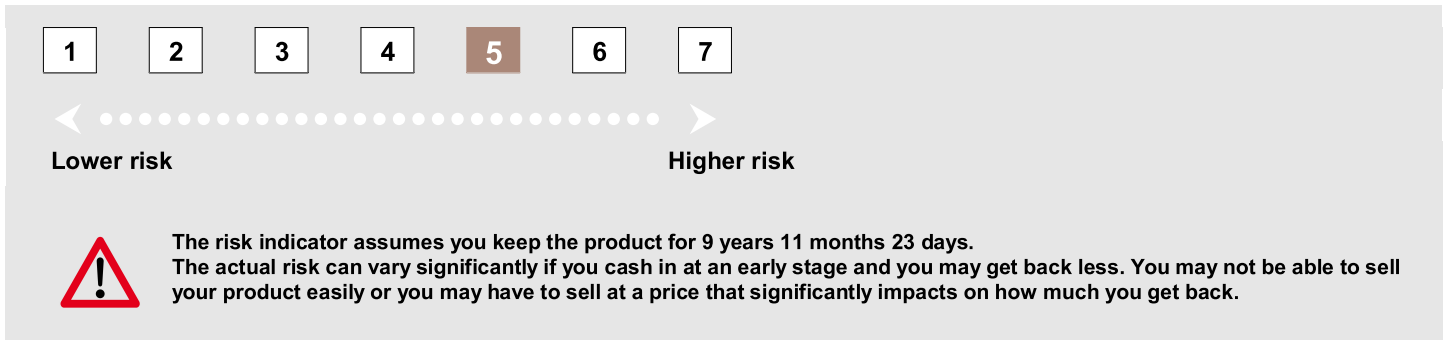 1 2 3 4 5 6 7
Lower risk Higher risk
The risk indicator assumes you keep the product for 9 years 11 months 23 days.
The actual risk can vary significantly if you cash in at an early stage and you may get back less. You may not be able to sell
your product easily or you may have to sell at a price that significantly impacts on how much you get back.